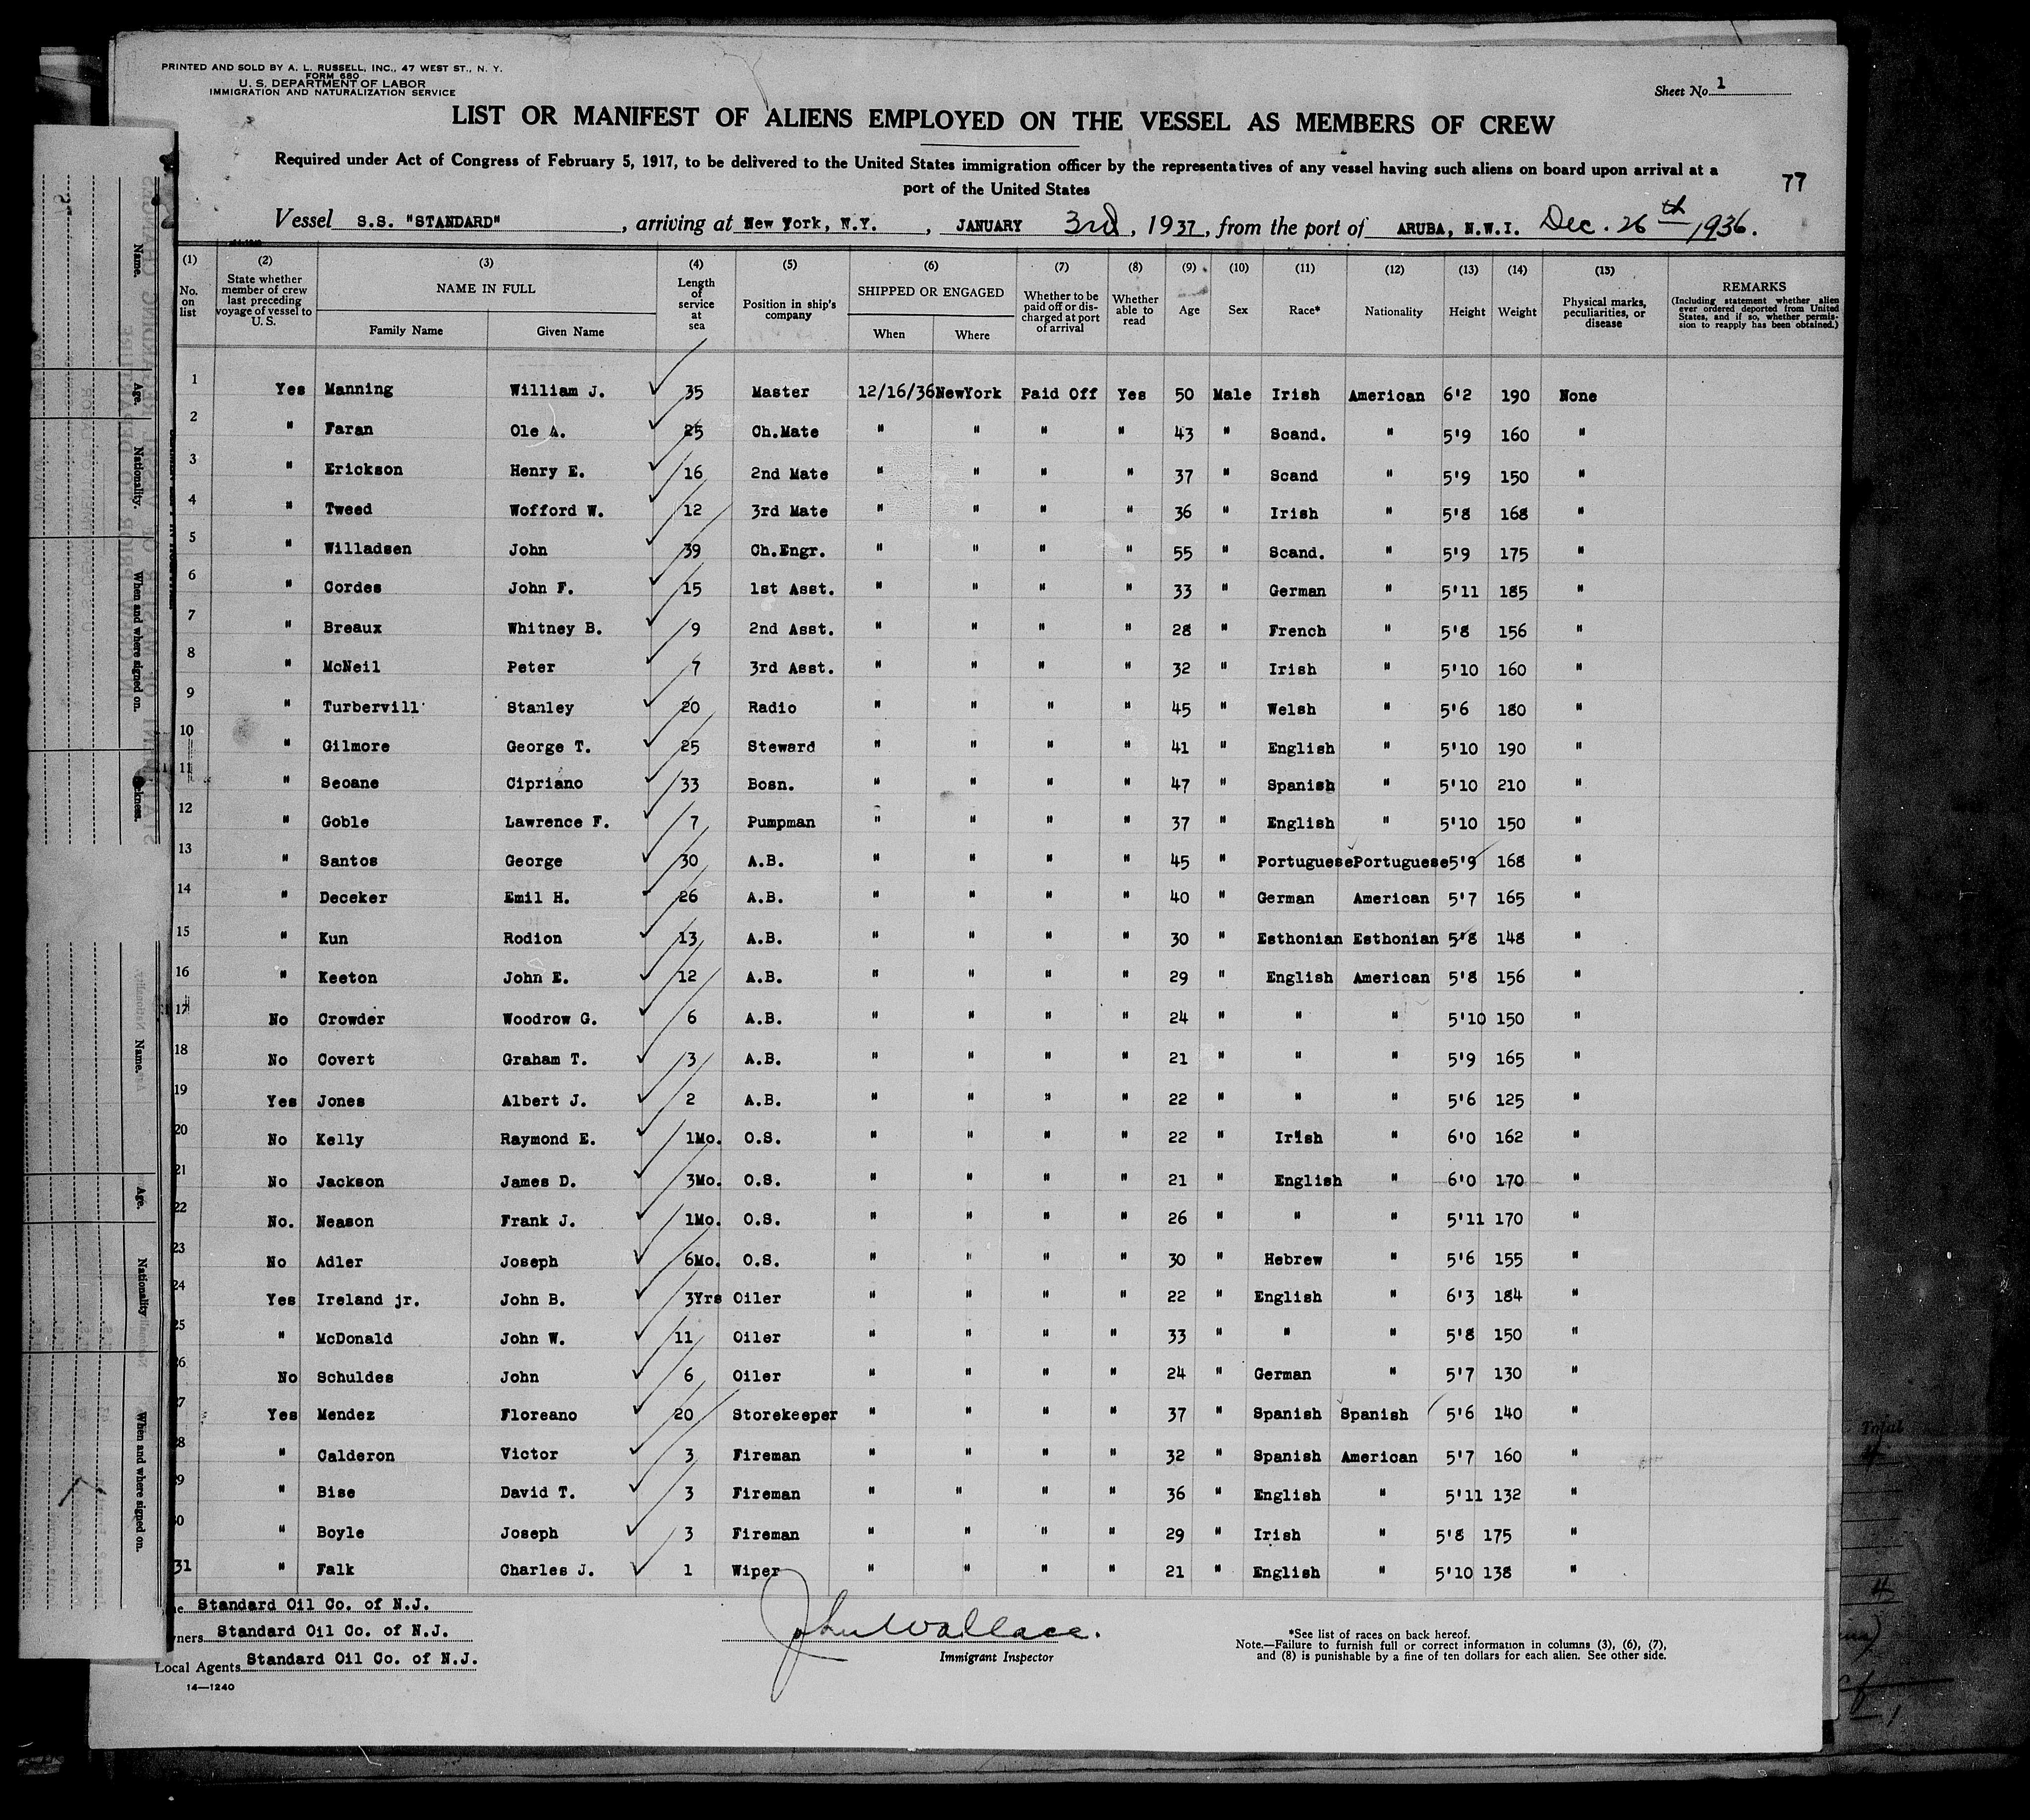 PRINTED AND SOLD BY A. L. RUSSELL, INC., 47 WEST ST., N. Y.
FORM 680
U. S. DEPARTMENT OF LABOR
IMMIGRATION AND NATURALIZATION SERVICE
Sheet No. 1
LIST OR MANIFEST OF ALIENS EMPLOYED ON THE VESSEL AS MEMBERS OF CREW
Required under Act of Congress of February 5, 1917, to be delivered to the United States immigration officer by the representatives of any vessel having such aliens on board upon arrival at a
port of the United States
77
Vessel S.S. "STANDARD", arriving at New York, N.Y., JANUARY 3rd, 1937, from the port of ARUBA, N.W.I. Dec. 26th 1936.
(1) (2) (3) (4) (5) (6) (7) (8) (9) (10) (11) (12) (13) (14) (15)
No. on list | State whether member of crew last preceding voyage of vessel to U. S. | NAME IN FULL Family Name Given Name | Length of service at sea | Position in ship's company | SHIPPED OR ENGAGED When Where | Whether to be paid off or discharged at port of arrival | Whether able to read | Age | Sex | Race* | Nationality | Height | Weight | Physical marks, peculiarities, or disease | REMARKS (Including statement whether alien ever ordered deported from United States, and if so, whether permission to reapply has been obtained.)
1 Yes Manning William J. 35 Master 12/16/36 NewYork Paid Off Yes 50 Male Irish American 6'2 190 None
2 " Faran Ole A. 25 Ch.Mate " " " " 43 " Scand. " 5'9 160 "
3 " Erickson Henry E. 16 2nd Mate " " " " 37 " Scand " 5'9 150 "
4 " Tweed Wofford W. 12 3rd Mate " " " " 36 " Irish " 5'8 168 "
5 " Willadsen John 39 Ch.Engr. " " " " 55 " Scand. " 5'9 175 "
6 " Cordes John F. 15 1st Asst. " " " " 33 " German " 5'11 185 "
7 " Breaux Whitney B. 9 2nd Asst. " " " " 28 " French " 5'8 156 "
8 " McNeil Peter 7 3rd Asst. " " " " 32 " Irish " 5'10 160 "
9 " Turbervill Stanley 20 Radio " " " " 45 " Welsh " 5'6 180 "
10 " Gilmore George T. 25 Steward " " " " 41 " English " 5'10 190 "
11 " Seoane Cipriano 33 Bosn. " " " " 47 " Spanish " 5'10 210 "
12 " Goble Lawrence F. 7 Pumpman " " " " 37 " English " 5'10 150 "
13 " Santos George 30 A.B. " " " " 45 " Portuguese Portuguese 5'9 168 "
14 " Deceker Emil H. 26 A.B. " " " " 40 " German American 5'7 165 "
15 " Kun Rodion 13 A.B. " " " " 30 " Esthonian Esthonian 5'8 148 "
16 " Keeton John E. 12 A.B. " " " " 29 " English American 5'8 156 "
17 No Crowder Woodrow G. 6 A.B. " " " " 24 " " " 5'10 150 "
18 No Covert Graham T. 3 A.B. " " " " 21 " " " 5'9 165 "
19 Yes Jones Albert J. 2 A.B. " " " " 22 " " " 5'6 125 "
20 No Kelly Raymond E. 1Mo. O.S. " " " " 22 " Irish " 6'0 162 "
21 No Jackson James D. 3Mo. O.S. " " " " 21 " English " 6'0 170 "
22 No. Neason Frank J. 1Mo. O.S. " " " " 26 " " " 5'11 170 "
23 No Adler Joseph 6Mo. O.S. " " " " 30 " Hebrew " 5'6 155 "
24 Yes Ireland jr. John B. 3Yrs Oiler " " " " 22 " English " 6'3 184 "
25 " McDonald John W. 11 Oiler " " " " 33 " " " 5'8 150 "
26 No Schuldes John 6 Oiler " " " " 24 " German " 5'7 130 "
7 Yes Mendez Floreano 20 Storekeeper " " " " 37 " Spanish Spanish 5'6 140 "
28 " Calderon Victor 3 Fireman " " " " 32 " Spanish American 5'7 160 "
9 " Bise David T. 3 Fireman " " " " 36 " English " 5'11 132 "
30 " Boyle Joseph 3 Fireman " " " " 29 " Irish " 5'8 175 "
31 " Falk Charles J. 1 Wiper " " " " 21 " English " 5'10 138 "
Standard Oil Co. of N.J.
Owners Standard Oil Co. of N.J.
Local Agents Standard Oil Co. of N.J.
14—1240
John Wallace.
Immigrant Inspector
*See list of races on back hereof.
Note.—Failure to furnish full or correct information in columns (3), (6), (7),
and (8) is punishable by a fine of ten dollars for each alien. See other side.
Name.
Age.
Nationality.
When and where signed on.
Name.
Age.
Nationality
When and where signed on.
Total